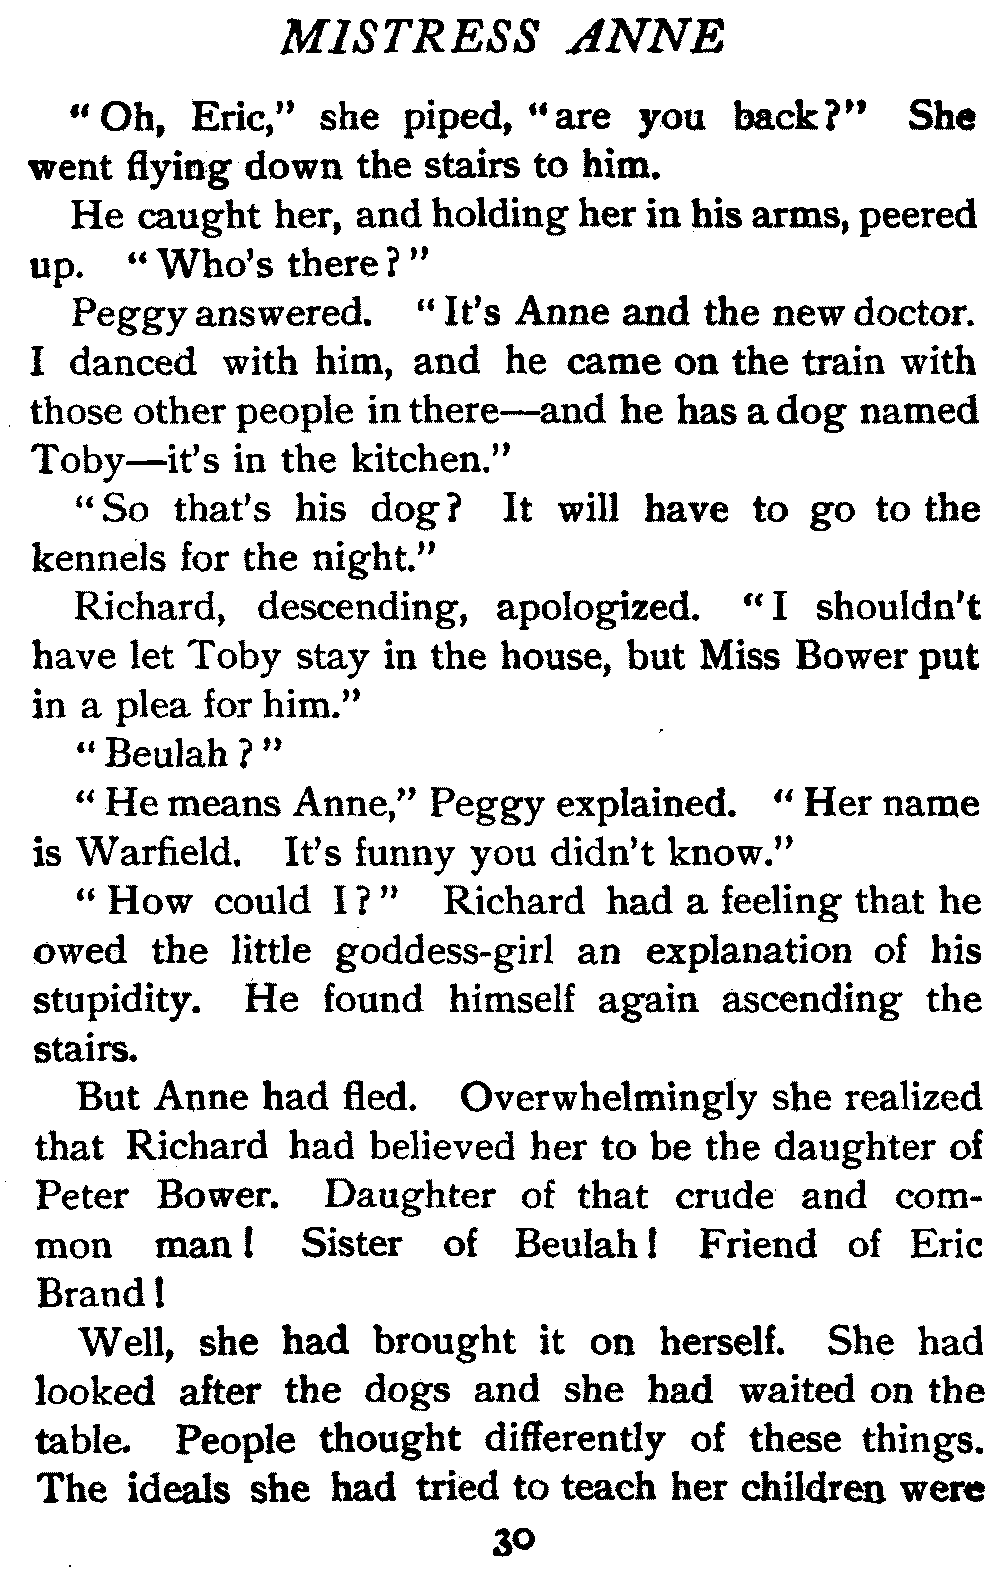 MISTRESS ANNE
“Oh, Eric,” she piped, “are you back?” She
went flying down the stairs to him.
He caught her, and holding her in his arms, peered
up. “Who's there?”
Peggy answered. “It's Anne and the new doctor.
I danced with him, and he came on the train with
those other people in there—and he has a dog named
Toby—it's in the kitchen.”
“So that's his dog? It will have to go to the
kennels for the night.”
Richard, descending, apologized. “I shouldn't
have let Toby stay in the house, but Miss Bower put
in a plea for him.”
“Beulah?”
“He means Anne,” Peggy explained. “Her name
is Warfield. It's funny you didn't know.”
“How could I?” Richard had a feeling that he
owed the little goddess-girl an explanation of his
stupidity. He found himself again ascending the
stairs.
But Anne had fled. Overwhelmingly she realized
that Richard had believed her to be the daughter of
Peter Bower. Daughter of that crude and com-
mon man! Sister of Beulah! Friend of Eric
Brand!
Well, she had brought it on herself. She had
looked after the dogs and she had waited on the
table. People thought differently of these things.
The ideals she had tried to teach her children were
30